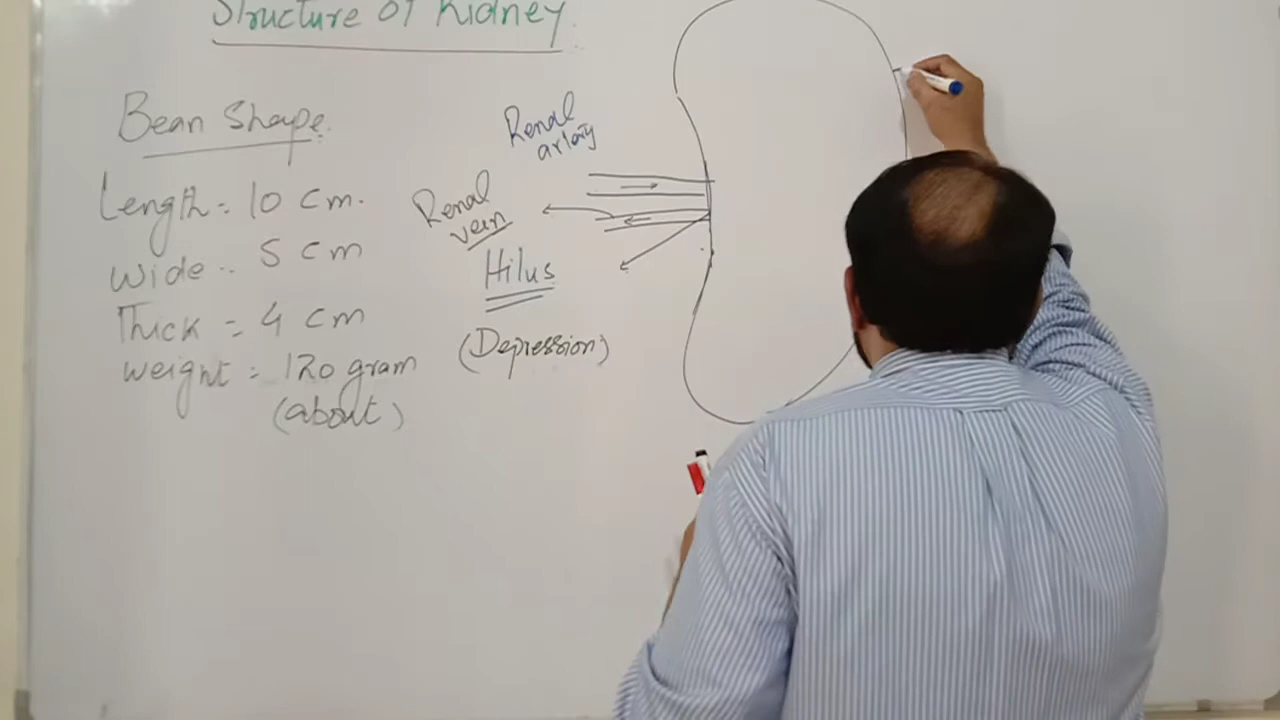 Structure of Kidney
Bean Shape.
Length = 10 cm.
wide .. 5 cm
Thick = 4 cm
weight = 120 gram
(about)
Renal
artery
Renal
vein
Hilus
(Depression)